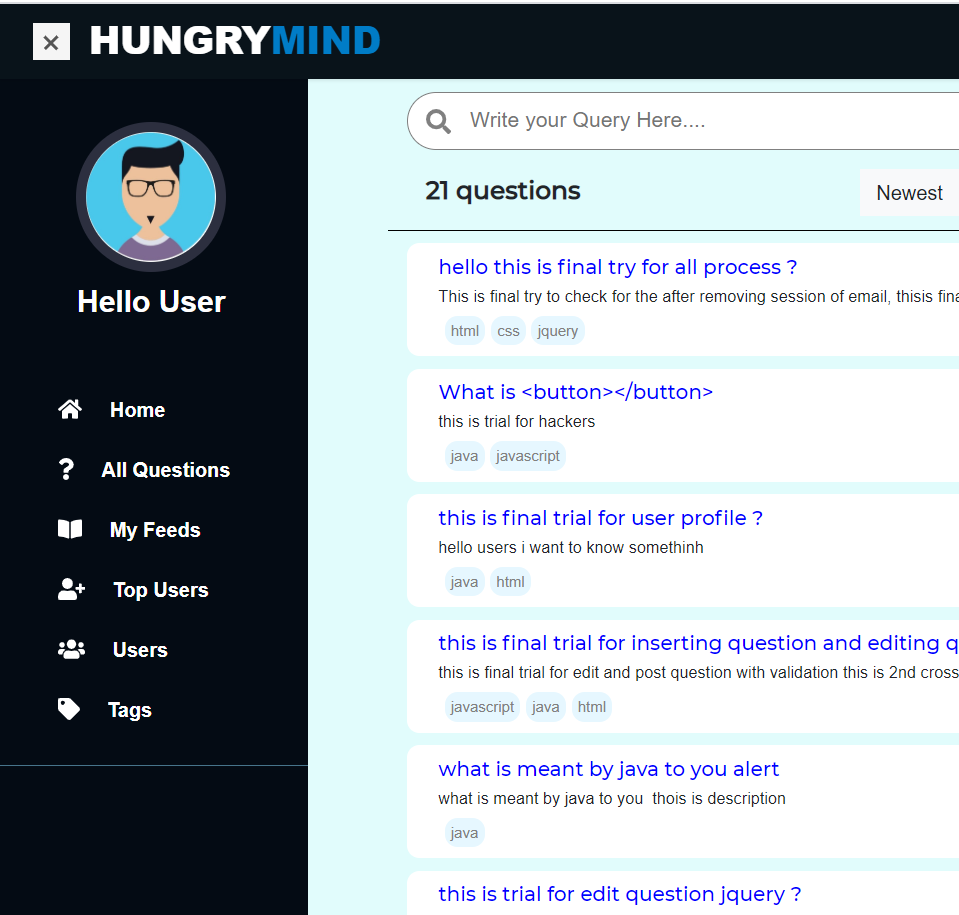 HUNGRYMIND
Hello User
Home
All Questions
My Feeds
Top Users
Users
Tags
Write your Query Here....
21 questions
Newest
hello this is final try for all process ?
This is final try to check for the after removing session of email, thisis fina
html css jquery
What is <button></button>
this is trial for hackers
java javascript
this is final trial for user profile ?
hello users i want to know somethinh
java html
this is final trial for inserting question and editing q
this is final trial for edit and post question with validation this is 2nd cross
javascript java html
what is meant by java to you alert
what is meant by java to you  thois is description
java
this is trial for edit question jquery ?